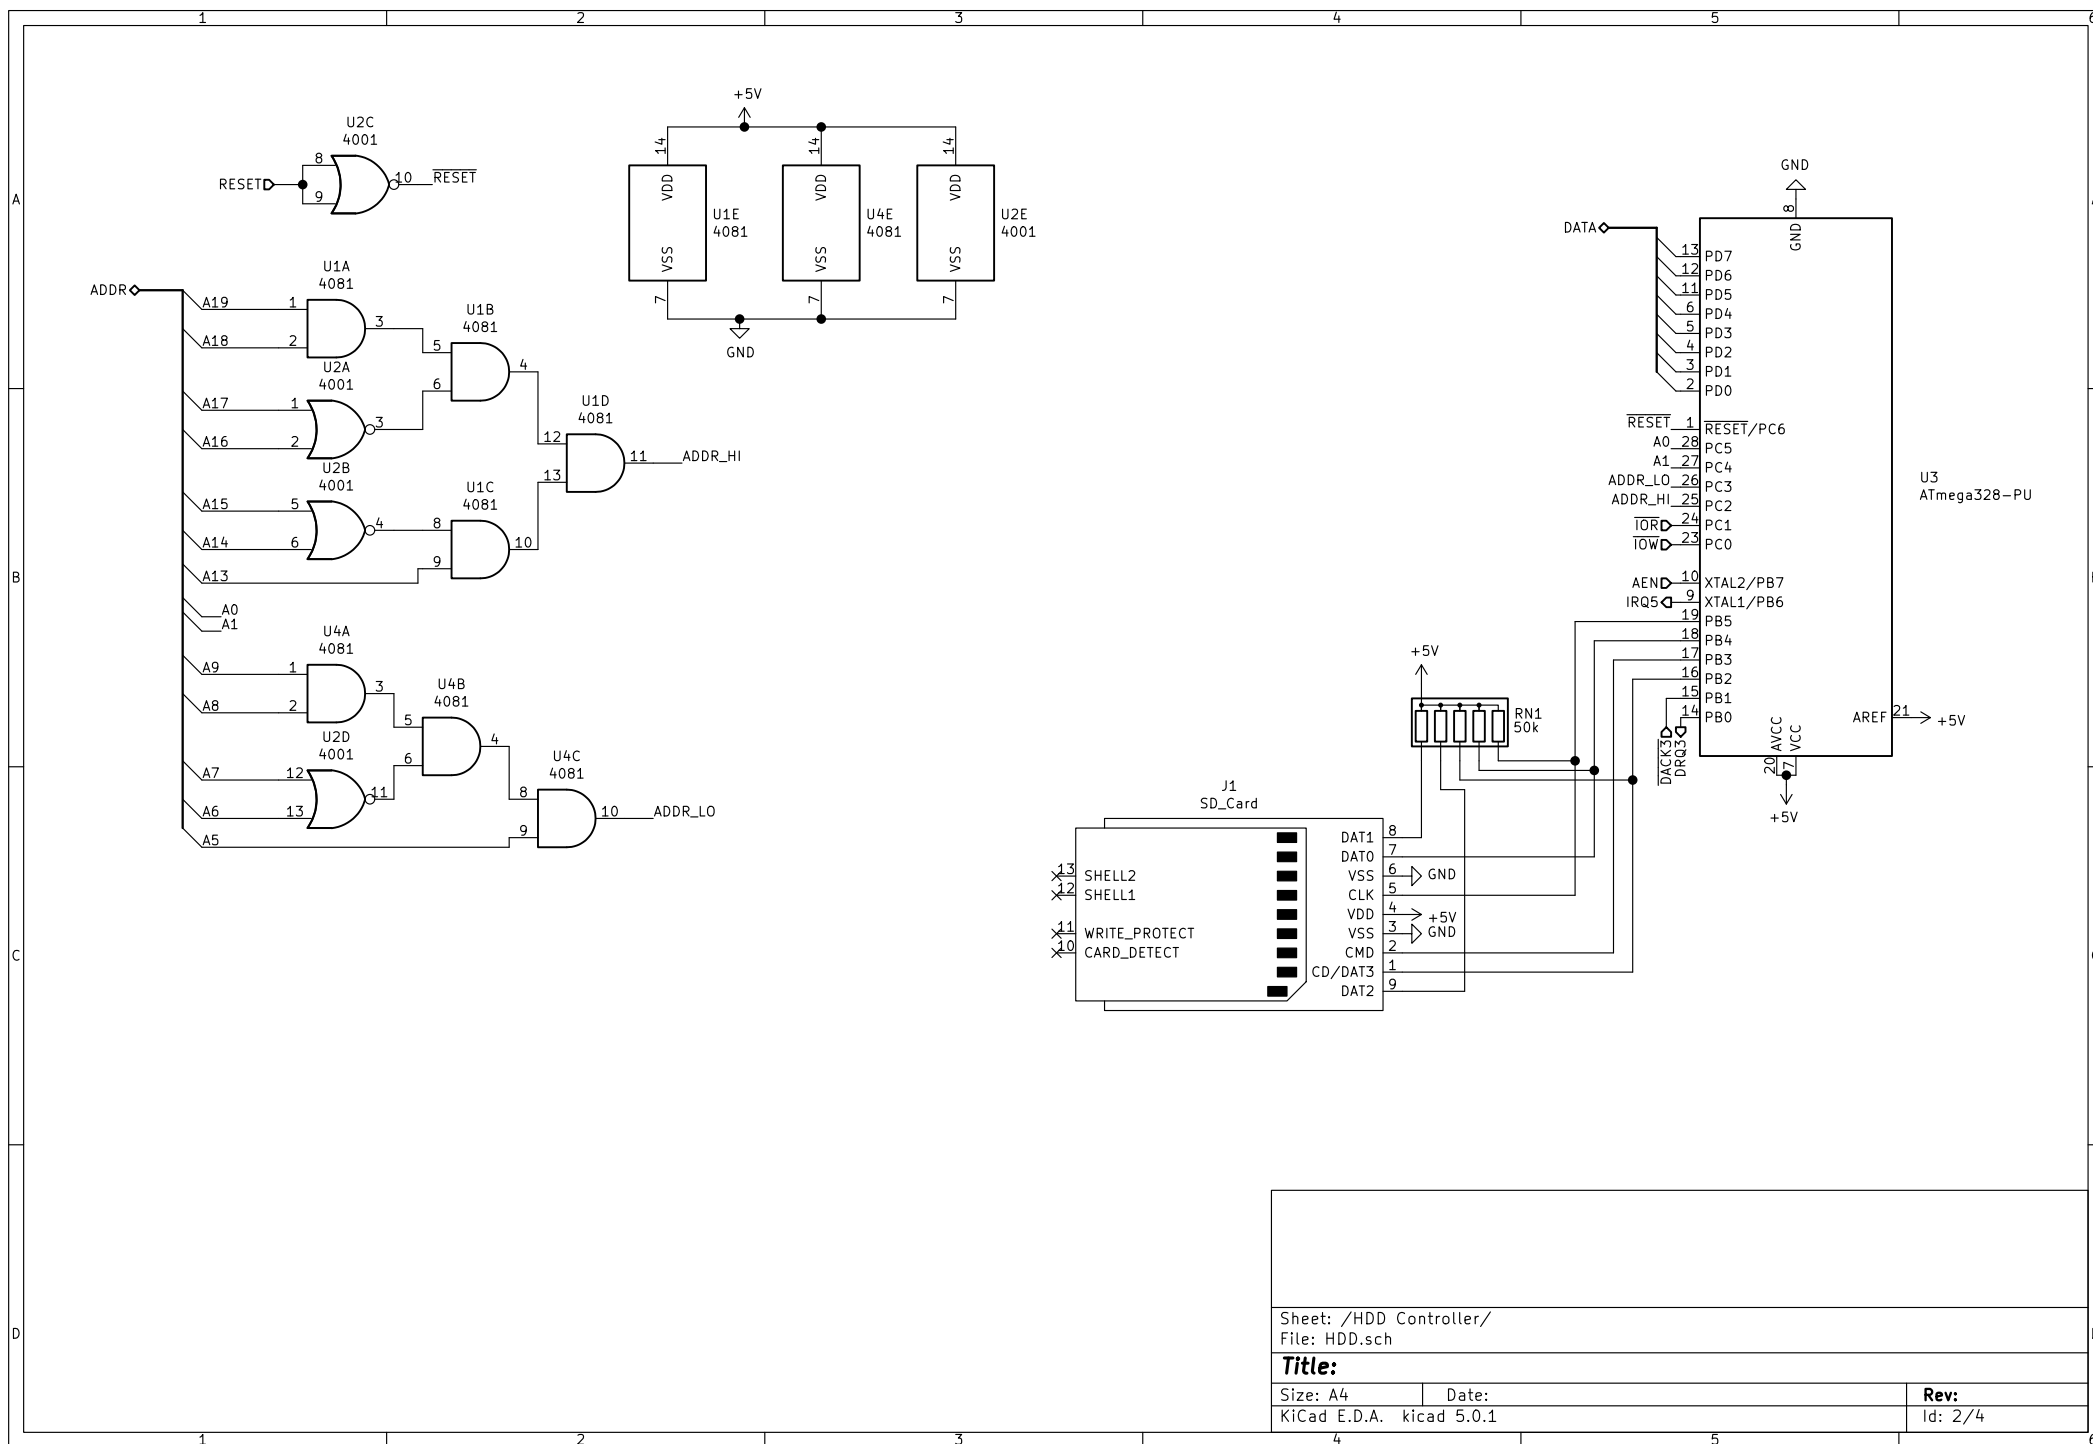 1 2 3 4 5 6
A
B
C
D
U2C
4001
RESET
8
9
10
RESET
+5V
14
14
14
VDD
VDD
VDD
U1E
4081
U4E
4081
U2E
4001
VSS
VSS
VSS
7
7
7
GND
ADDR
A19
A18
A17
A16
A15
A14
A13
A0
A1
A9
A8
A7
A6
A5
U1A
4081
1
2
3
U2A
4001
1
2
3
U1B
4081
5
6
4
U2B
4001
5
6
4
U1C
4081
8
9
10
U1D
4081
12
13
11
ADDR_HI
U4A
4081
1
2
3
U4B
4081
5
6
4
U2D
4001
12
13
11
U4C
4081
8
9
10
ADDR_LO
GND
8
GND
DATA
13 PD7
12 PD6
11 PD5
6 PD4
5 PD3
4 PD2
3 PD1
2 PD0
RESET 1 RESET/PC6
A0 28 PC5
A1 27 PC4
ADDR_LO 26 PC3
ADDR_HI 25 PC2
IOR 24 PC1
IOW 23 PC0
AEN 10 XTAL2/PB7
IRQ5 9 XTAL1/PB6
19 PB5
18 PB4
17 PB3
16 PB2
15 PB1
14 PB0
DACK3
DRQ3
U3
ATmega328-PU
AREF 21 +5V
AVCC
VCC
20
7
+5V
+5V
RN1
50k
J1
SD_Card
13 SHELL2
12 SHELL1
11 WRITE_PROTECT
10 CARD_DETECT
DAT1 8
DAT0 7
VSS 6 GND
CLK 5
VDD 4 +5V
VSS 3 GND
CMD 2
CD/DAT3 1
DAT2 9
Sheet: /HDD Controller/
File: HDD.sch
Title:
Size: A4 Date: Rev:
KiCad E.D.A. kicad 5.0.1 Id: 2/4
1 2 3 4 5 6